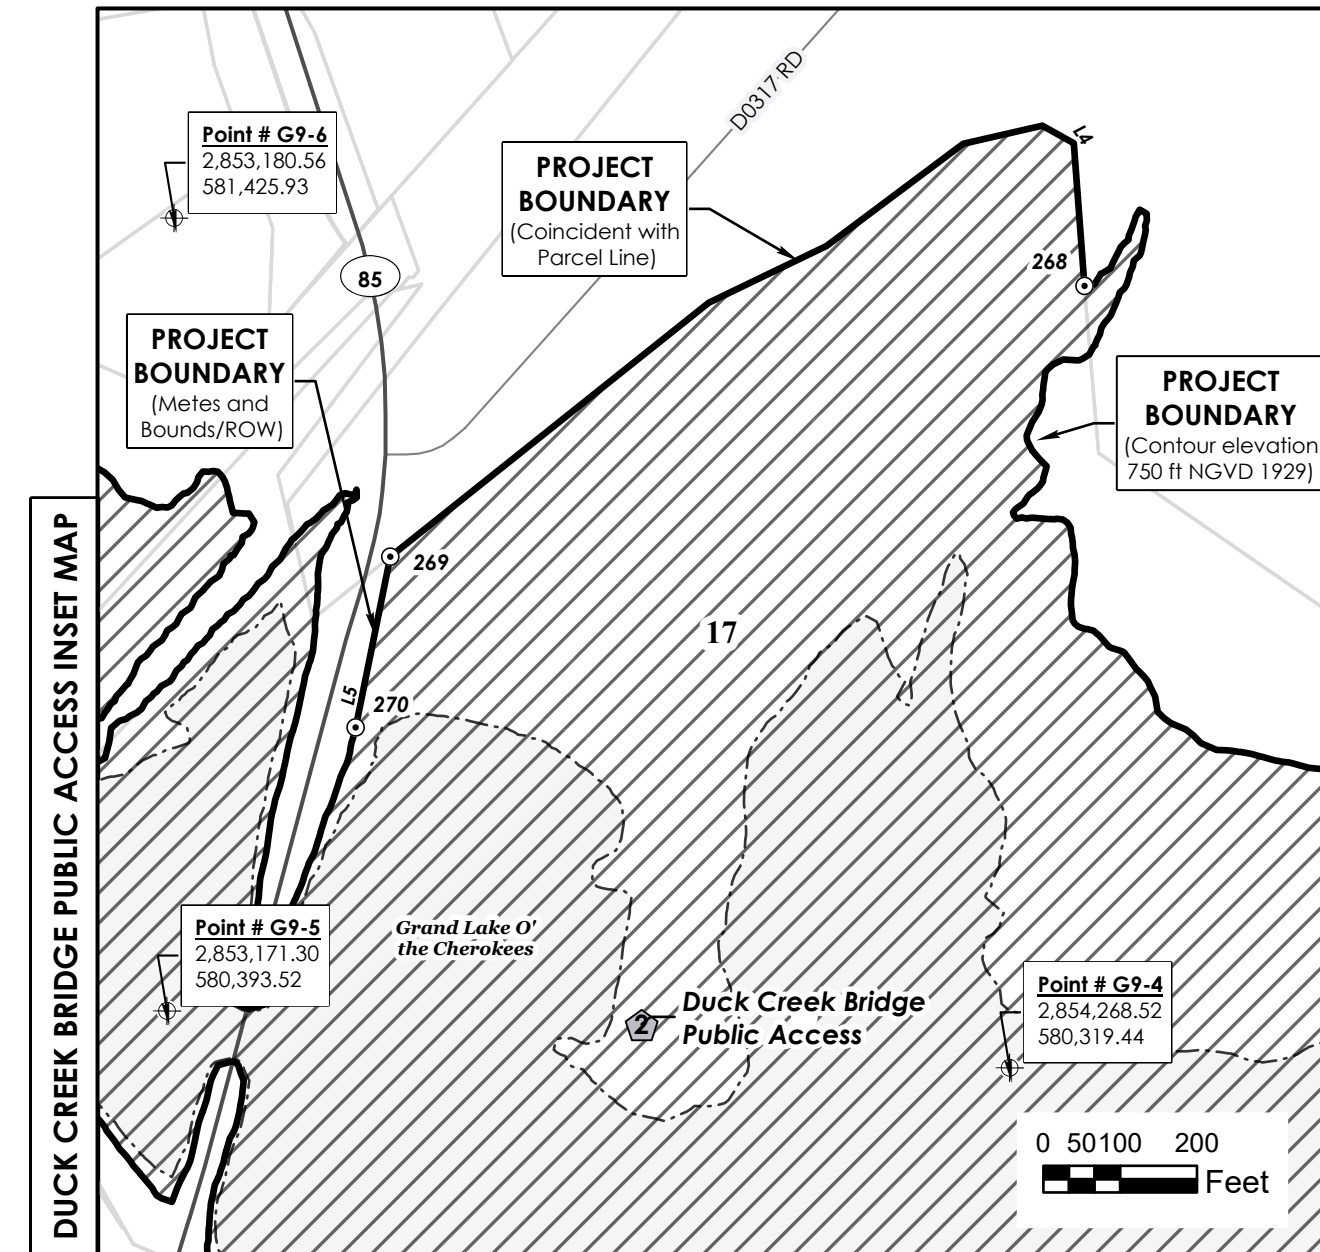 DUCK CREEK BRIDGE PUBLIC ACCESS INSET MAP
D0317 RD
Point # G9-6
2,853,180.56
581,425.93
PROJECT
BOUNDARY
(Coincident with
Parcel Line)
L4
268
85
PROJECT
BOUNDARY
(Metes and
Bounds/ROW)
PROJECT
BOUNDARY
(Contour elevation
750 ft NGVD 1929)
269
17
L5
270
Point # G9-5
2,853,171.30
580,393.52
Grand Lake O'
the Cherokees
2
Duck Creek Bridge
Public Access
Point # G9-4
2,854,268.52
580,319.44
0 50 100 200
Feet